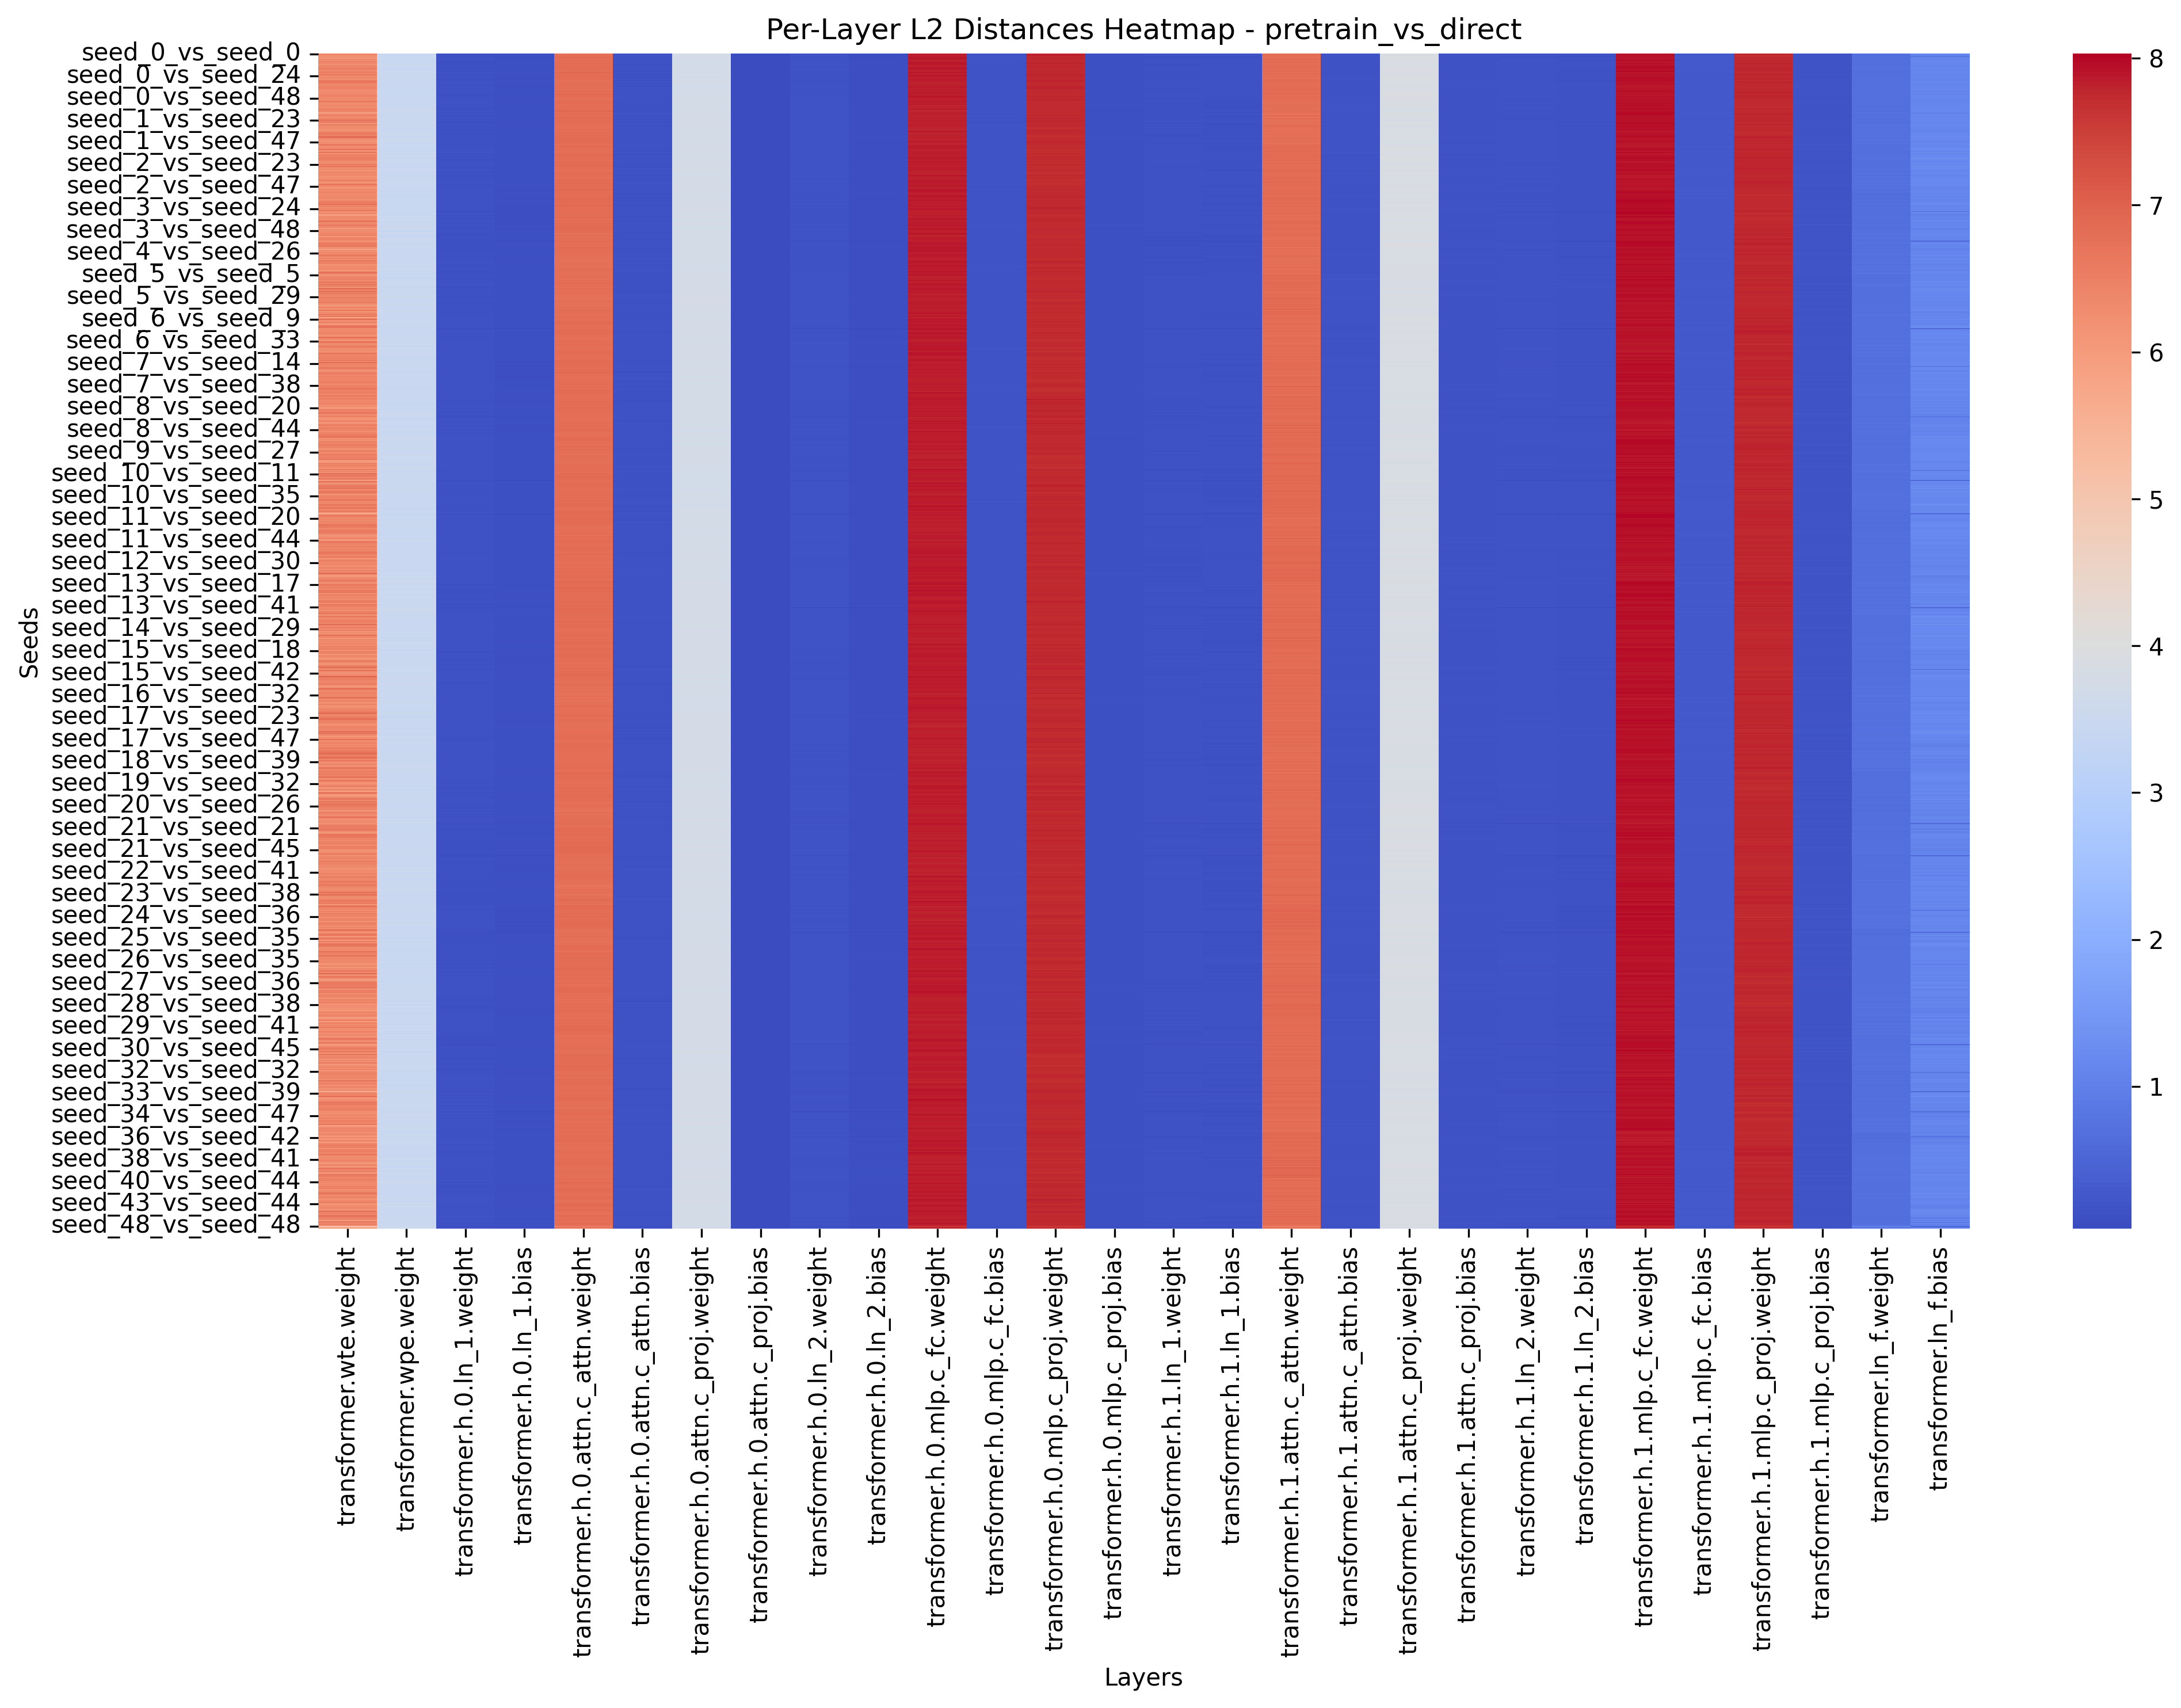 Per-Layer L2 Distances Heatmap - pretrain_vs_direct
Seeds
seed_0_vs_seed_0
seed_0_vs_seed_24
seed_0_vs_seed_48
seed_1_vs_seed_23
seed_1_vs_seed_47
seed_2_vs_seed_23
seed_2_vs_seed_47
seed_3_vs_seed_24
seed_3_vs_seed_48
seed_4_vs_seed_26
seed_5_vs_seed_5
seed_5_vs_seed_29
seed_6_vs_seed_9
seed_6_vs_seed_33
seed_7_vs_seed_14
seed_7_vs_seed_38
seed_8_vs_seed_20
seed_8_vs_seed_44
seed_9_vs_seed_27
seed_10_vs_seed_11
seed_10_vs_seed_35
seed_11_vs_seed_20
seed_11_vs_seed_44
seed_12_vs_seed_30
seed_13_vs_seed_17
seed_13_vs_seed_41
seed_14_vs_seed_29
seed_15_vs_seed_18
seed_15_vs_seed_42
seed_16_vs_seed_32
seed_17_vs_seed_23
seed_17_vs_seed_47
seed_18_vs_seed_39
seed_19_vs_seed_32
seed_20_vs_seed_26
seed_21_vs_seed_21
seed_21_vs_seed_45
seed_22_vs_seed_41
seed_23_vs_seed_38
seed_24_vs_seed_36
seed_25_vs_seed_35
seed_26_vs_seed_35
seed_27_vs_seed_36
seed_28_vs_seed_38
seed_29_vs_seed_41
seed_30_vs_seed_45
seed_32_vs_seed_32
seed_33_vs_seed_39
seed_34_vs_seed_47
seed_36_vs_seed_42
seed_38_vs_seed_41
seed_40_vs_seed_44
seed_43_vs_seed_44
seed_48_vs_seed_48
transformer.wte.weight
transformer.wpe.weight
transformer.h.0.ln_1.weight
transformer.h.0.ln_1.bias
transformer.h.0.attn.c_attn.weight
transformer.h.0.attn.c_attn.bias
transformer.h.0.attn.c_proj.weight
transformer.h.0.attn.c_proj.bias
transformer.h.0.ln_2.weight
transformer.h.0.ln_2.bias
transformer.h.0.mlp.c_fc.weight
transformer.h.0.mlp.c_fc.bias
transformer.h.0.mlp.c_proj.weight
transformer.h.0.mlp.c_proj.bias
transformer.h.1.ln_1.weight
transformer.h.1.ln_1.bias
transformer.h.1.attn.c_attn.weight
transformer.h.1.attn.c_attn.bias
transformer.h.1.attn.c_proj.weight
transformer.h.1.attn.c_proj.bias
transformer.h.1.ln_2.weight
transformer.h.1.ln_2.bias
transformer.h.1.mlp.c_fc.weight
transformer.h.1.mlp.c_fc.bias
transformer.h.1.mlp.c_proj.weight
transformer.h.1.mlp.c_proj.bias
transformer.ln_f.weight
transformer.ln_f.bias
Layers
8
7
6
5
4
3
2
1